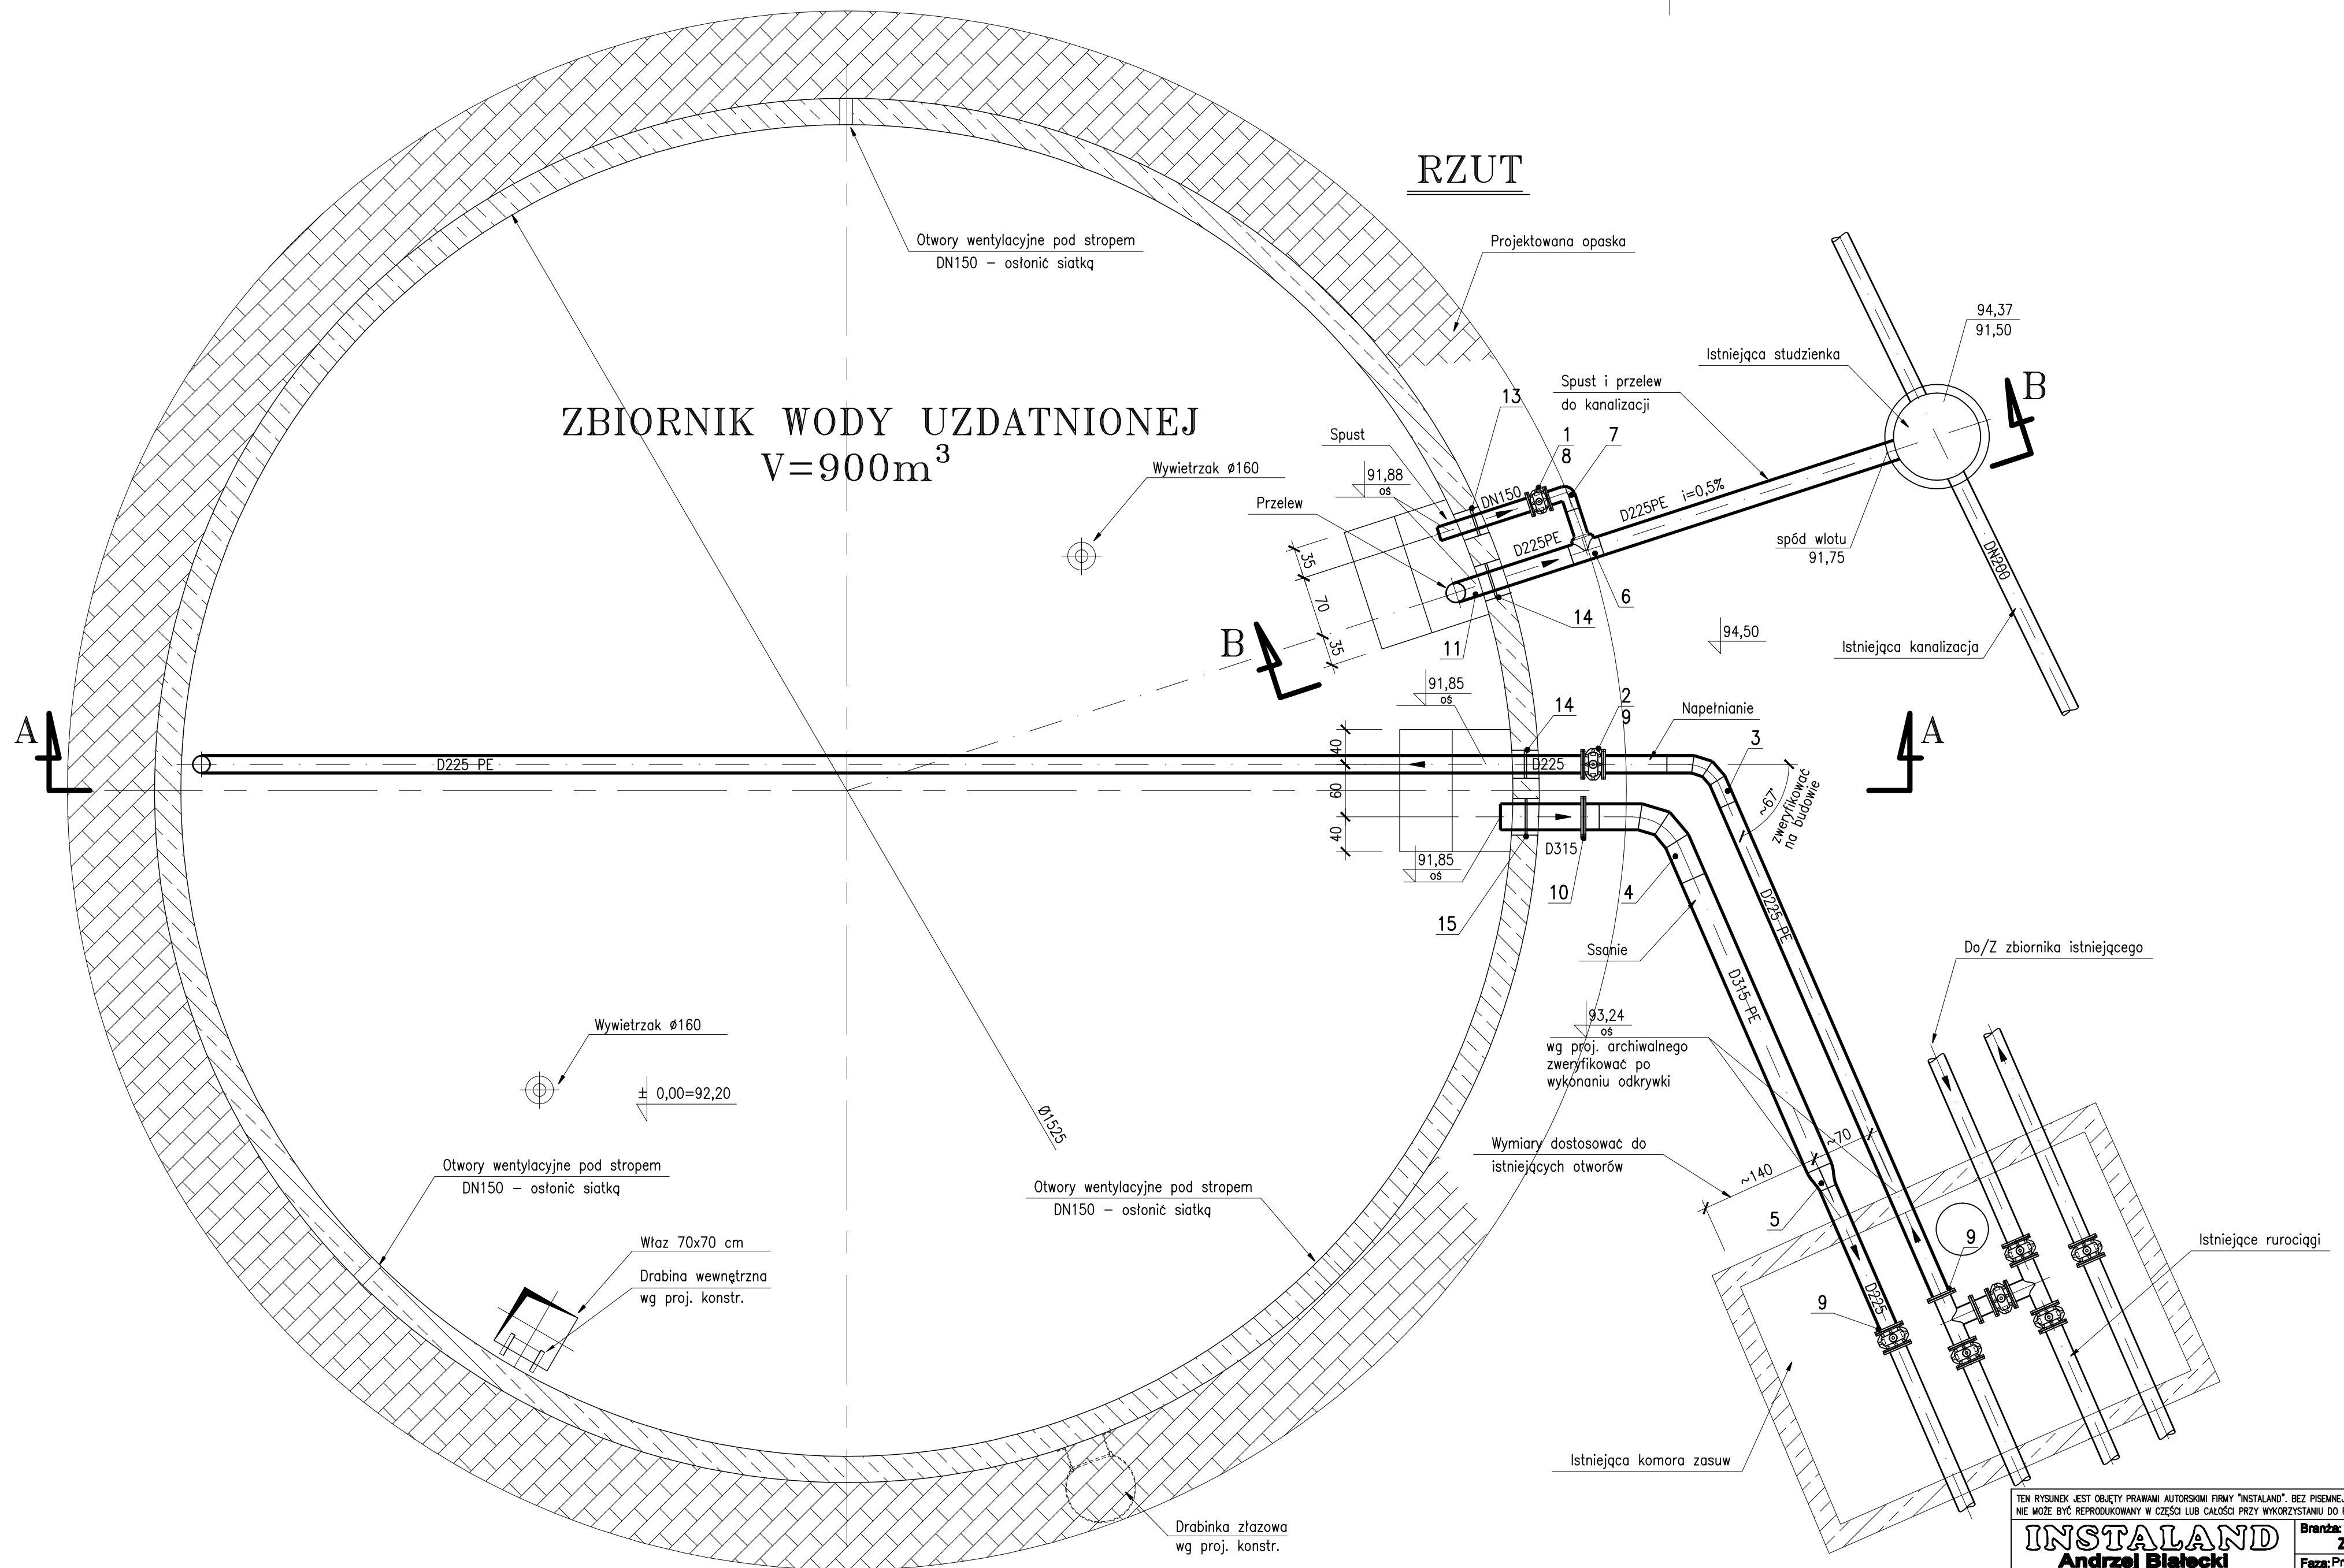 RZUT
Otwory wentylacyjne pod stropem
DN150 – osłonić siatką
Projektowana opaska
94,37
91,50
Istniejąca studzienka
Spust i przelew
do kanalizacji
B
13
1
8
7
ZBIORNIK WODY UZDATNIONEJ
V=900m³
Spust
Wywietrzak ø160
91,88
oś
DN150
Przelew
D225PE i=0,5%
D225PE
spód wlotu
91,75
DN200
35
70
35
6
14
11
94,50
B
Istniejąca kanalizacja
91,85
oś
14
2
9
Napełnianie
3
A
A
D225 PE
D225
40
60
40
~67°
zweryfikować
na budowie
D315
91,85
oś
10
4
15
D225 PE
Ssanie
Do/Z zbiornika istniejącego
D315 PE
93,24
oś
wg proj. archiwalnego
zweryfikować po
wykonaniu odkrywki
Wywietrzak ø160
± 0,00=92,20
Ø1525
Wymiary dostosować do
istniejących otworów
~70
~140
Otwory wentylacyjne pod stropem
DN150 – osłonić siatką
Otwory wentylacyjne pod stropem
DN150 – osłonić siatką
5
9
Istniejące rurociągi
Właz 70x70 cm
Drabina wewnętrzna
wg proj. konstr.
D225
9
Istniejąca komora zasuw
Drabinka złazowa
wg proj. konstr.
TEN RYSUNEK JEST OBJĘTY PRAWAMI AUTORSKIMI FIRMY "INSTALAND". BEZ PISEMNEJ
NIE MOŻE BYĆ REPRODUKOWANY W CZĘŚCI LUB CAŁOŚCI PRZY WYKORZYSTANIU DO
INSTALAND
Andrzej Białecki
Branża:
Faza: